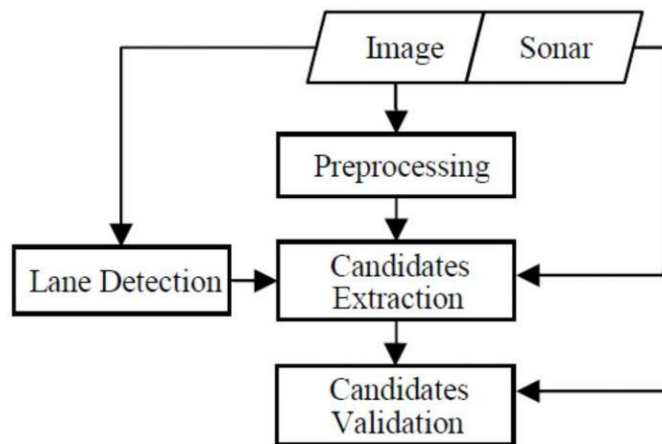 Image
Sonar
Preprocessing
Lane Detection
Candidates
Extraction
Candidates
Validation